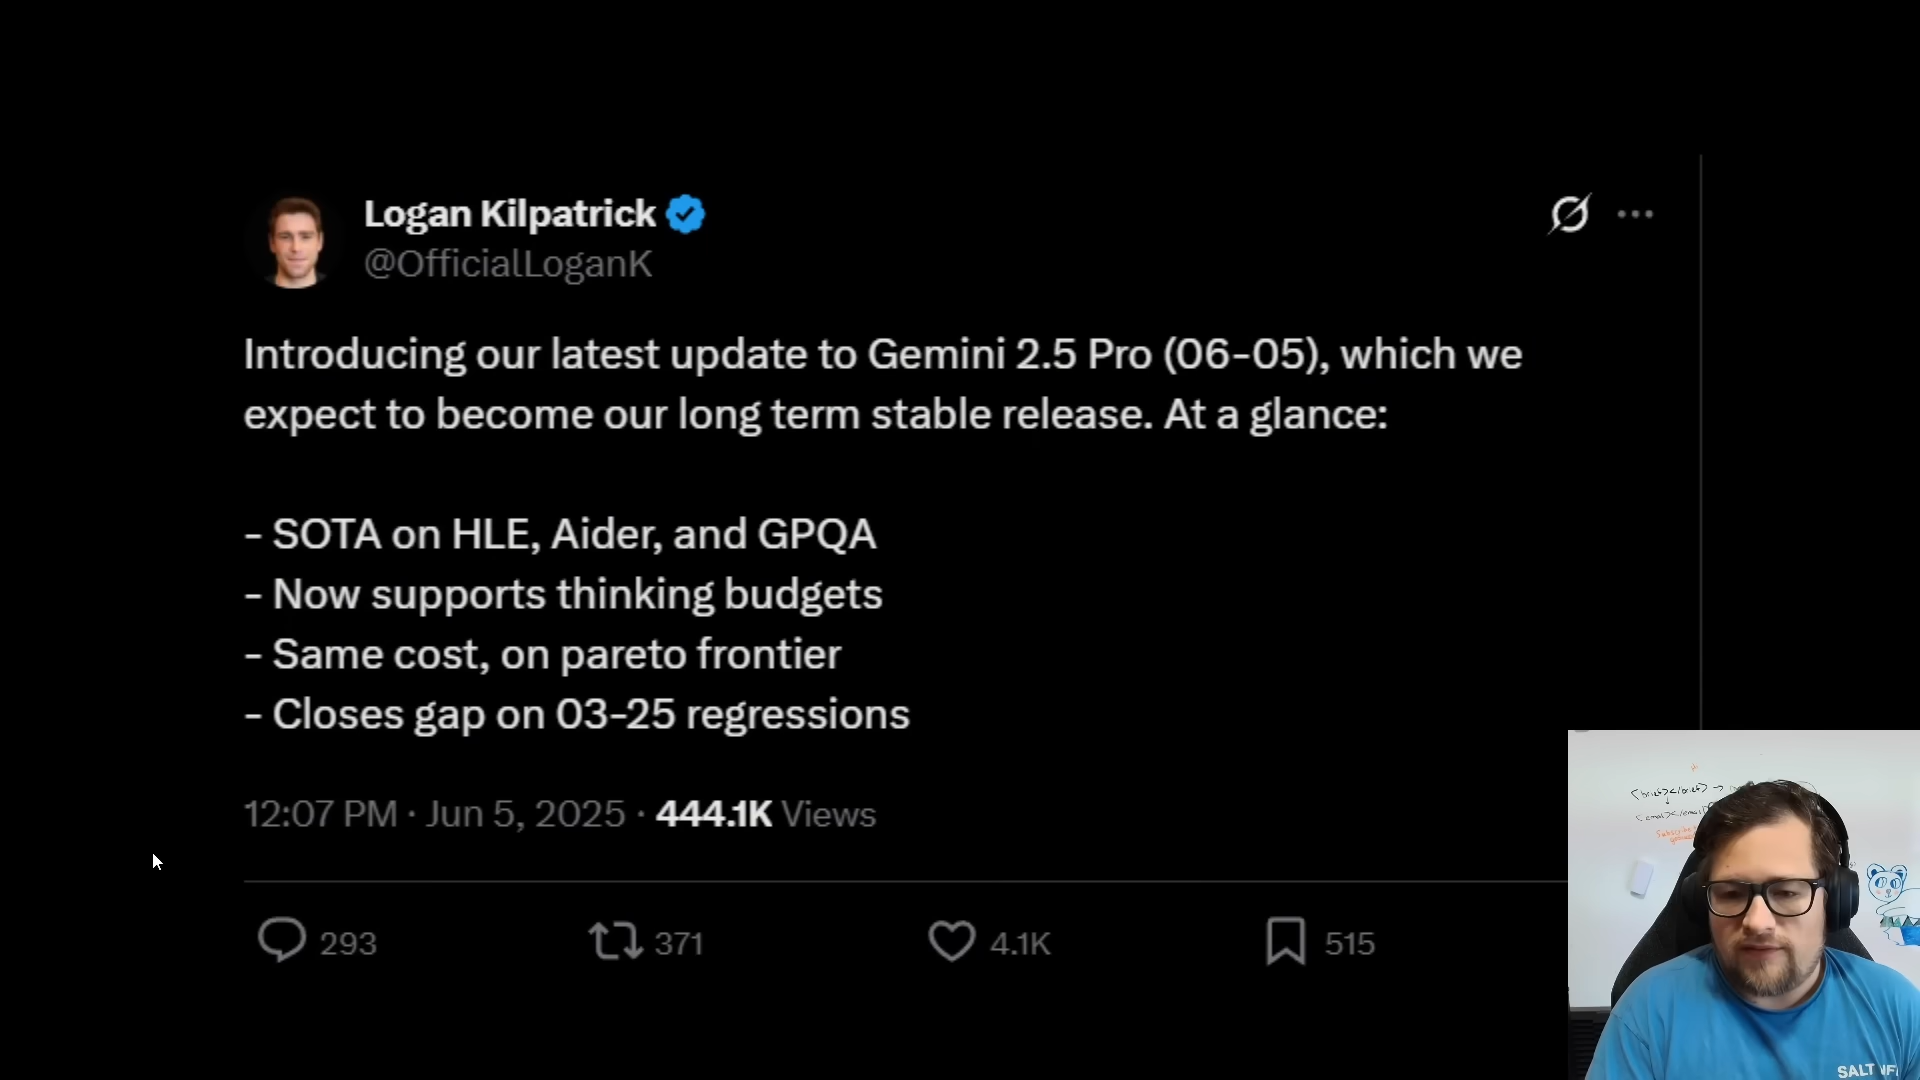 Logan Kilpatrick
@OfficialLoganK
Introducing our latest update to Gemini 2.5 Pro (06-05), which we
expect to become our long term stable release. At a glance:
- SOTA on HLE, Aider, and GPQA
- Now supports thinking budgets
- Same cost, on pareto frontier
- Closes gap on 03-25 regressions
12:07 PM · Jun 5, 2025 · 444.1K Views
293
371
4.1K
515
SALT